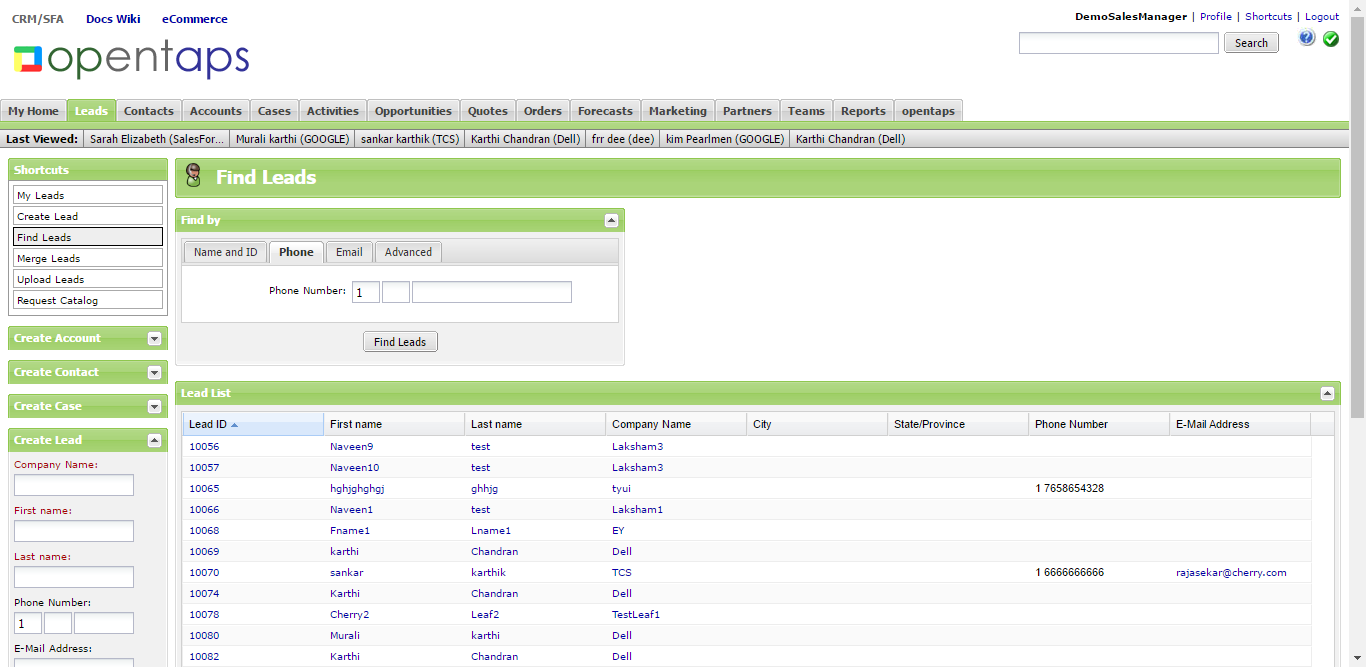 CRM/SFA Docs Wiki eCommerce
DemoSalesManager | Profile | Shortcuts | Logout
opentaps
Search
?
My Home Leads Contacts Accounts Cases Activities Opportunities Quotes Orders Forecasts Marketing Partners Teams Reports opentaps
Last Viewed: Sarah Elizabeth (SalesFor... Murali karthi (GOOGLE) sankar karthik (TCS) Karthi Chandran (Dell) frr dee (dee) kim Pearlmen (GOOGLE) Karthi Chandran (Dell)
Shortcuts
My Leads
Create Lead
Find Leads
Merge Leads
Upload Leads
Request Catalog
Create Account
Create Contact
Create Case
Create Lead
Company Name:
First name:
Last name:
Phone Number:
1
E-Mail Address:
Find Leads
Find by
Name and ID Phone Email Advanced
Phone Number: 1
Find Leads
Lead List
Lead ID First name Last name Company Name City State/Province Phone Number E-Mail Address
10056 Naveen9 test Laksham3
10057 Naveen10 test Laksham3
10065 hghjghghgj ghhjg tyui 1 7658654328
10066 Naveen1 test Laksham1
10068 Fname1 Lname1 EY
10069 karthi Chandran Dell
10070 sankar karthik TCS 1 6666666666 rajasekar@cherry.com
10074 Karthi Chandran Dell
10078 Cherry2 Leaf2 TestLeaf1
10080 Murali karthi Dell
10082 Karthi Chandran Dell